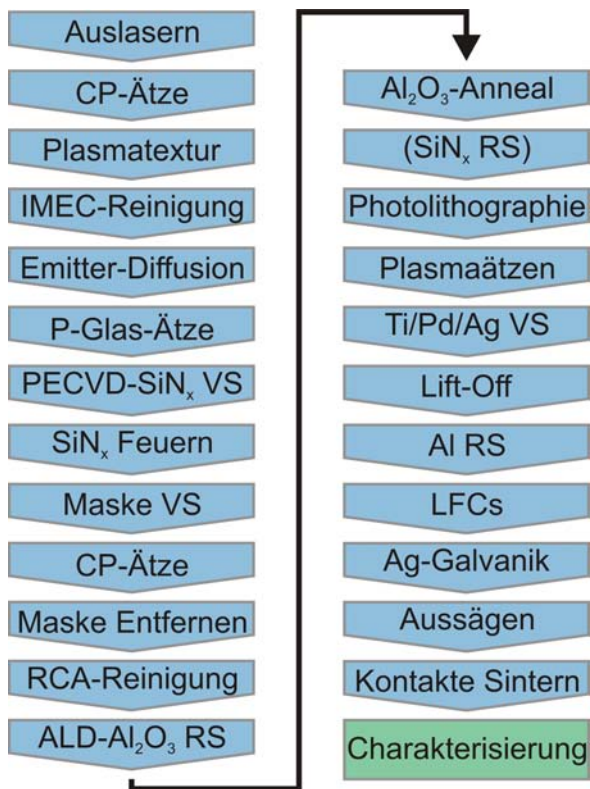 Auslasern
CP-Ätze
Plasmatextur
IMEC-Reinigung
Emitter-Diffusion
P-Glas-Ätze
PECVD-SiNₓ VS
SiNₓ Feuern
Maske VS
CP-Ätze
Maske Entfernen
RCA-Reinigung
ALD-Al₂O₃ RS
Al₂O₃-Anneal
(SiNₓ RS)
Photolithographie
Plasmaätzen
Ti/Pd/Ag VS
Lift-Off
Al RS
LFCs
Ag-Galvanik
Aussägen
Kontakte Sintern
Charakterisierung